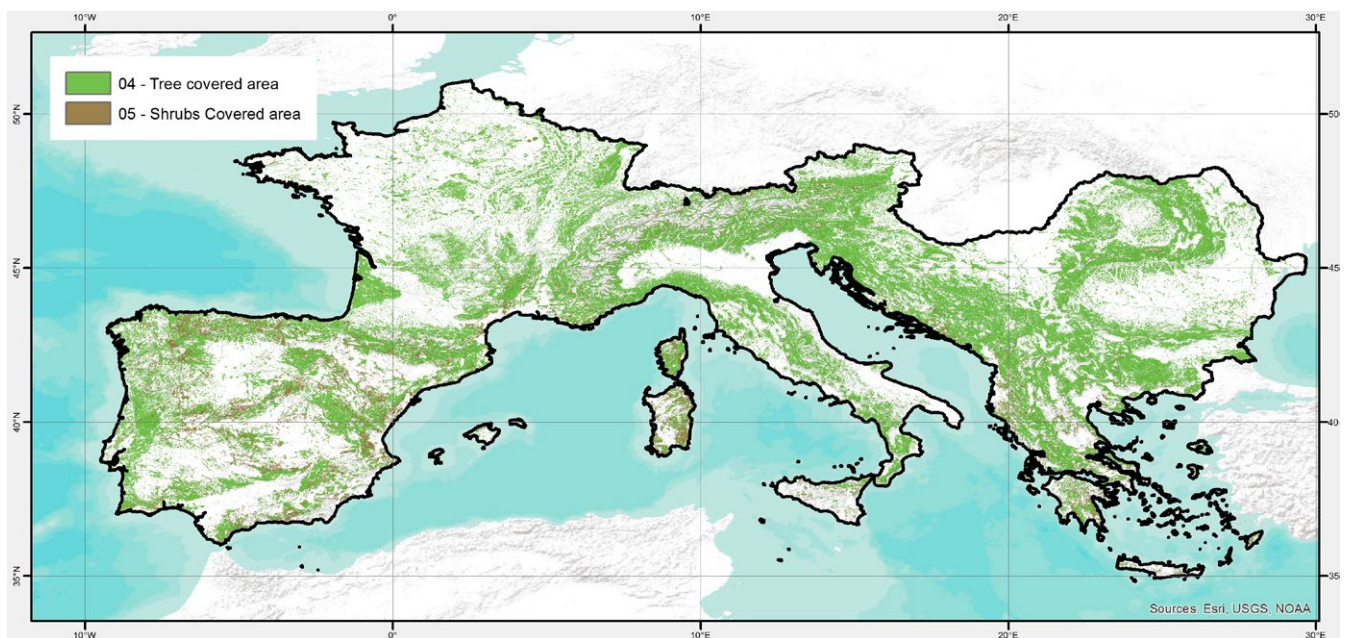 10°W 0° 10°E 20°E 30°E
04 - Tree covered area
05 - Shrubs Covered area
50°N 50
45°N 45
40°N 40
35°N 35
Sources: Esri, USGS, NOAA
10°W 0° 10°E 20°E 30°E